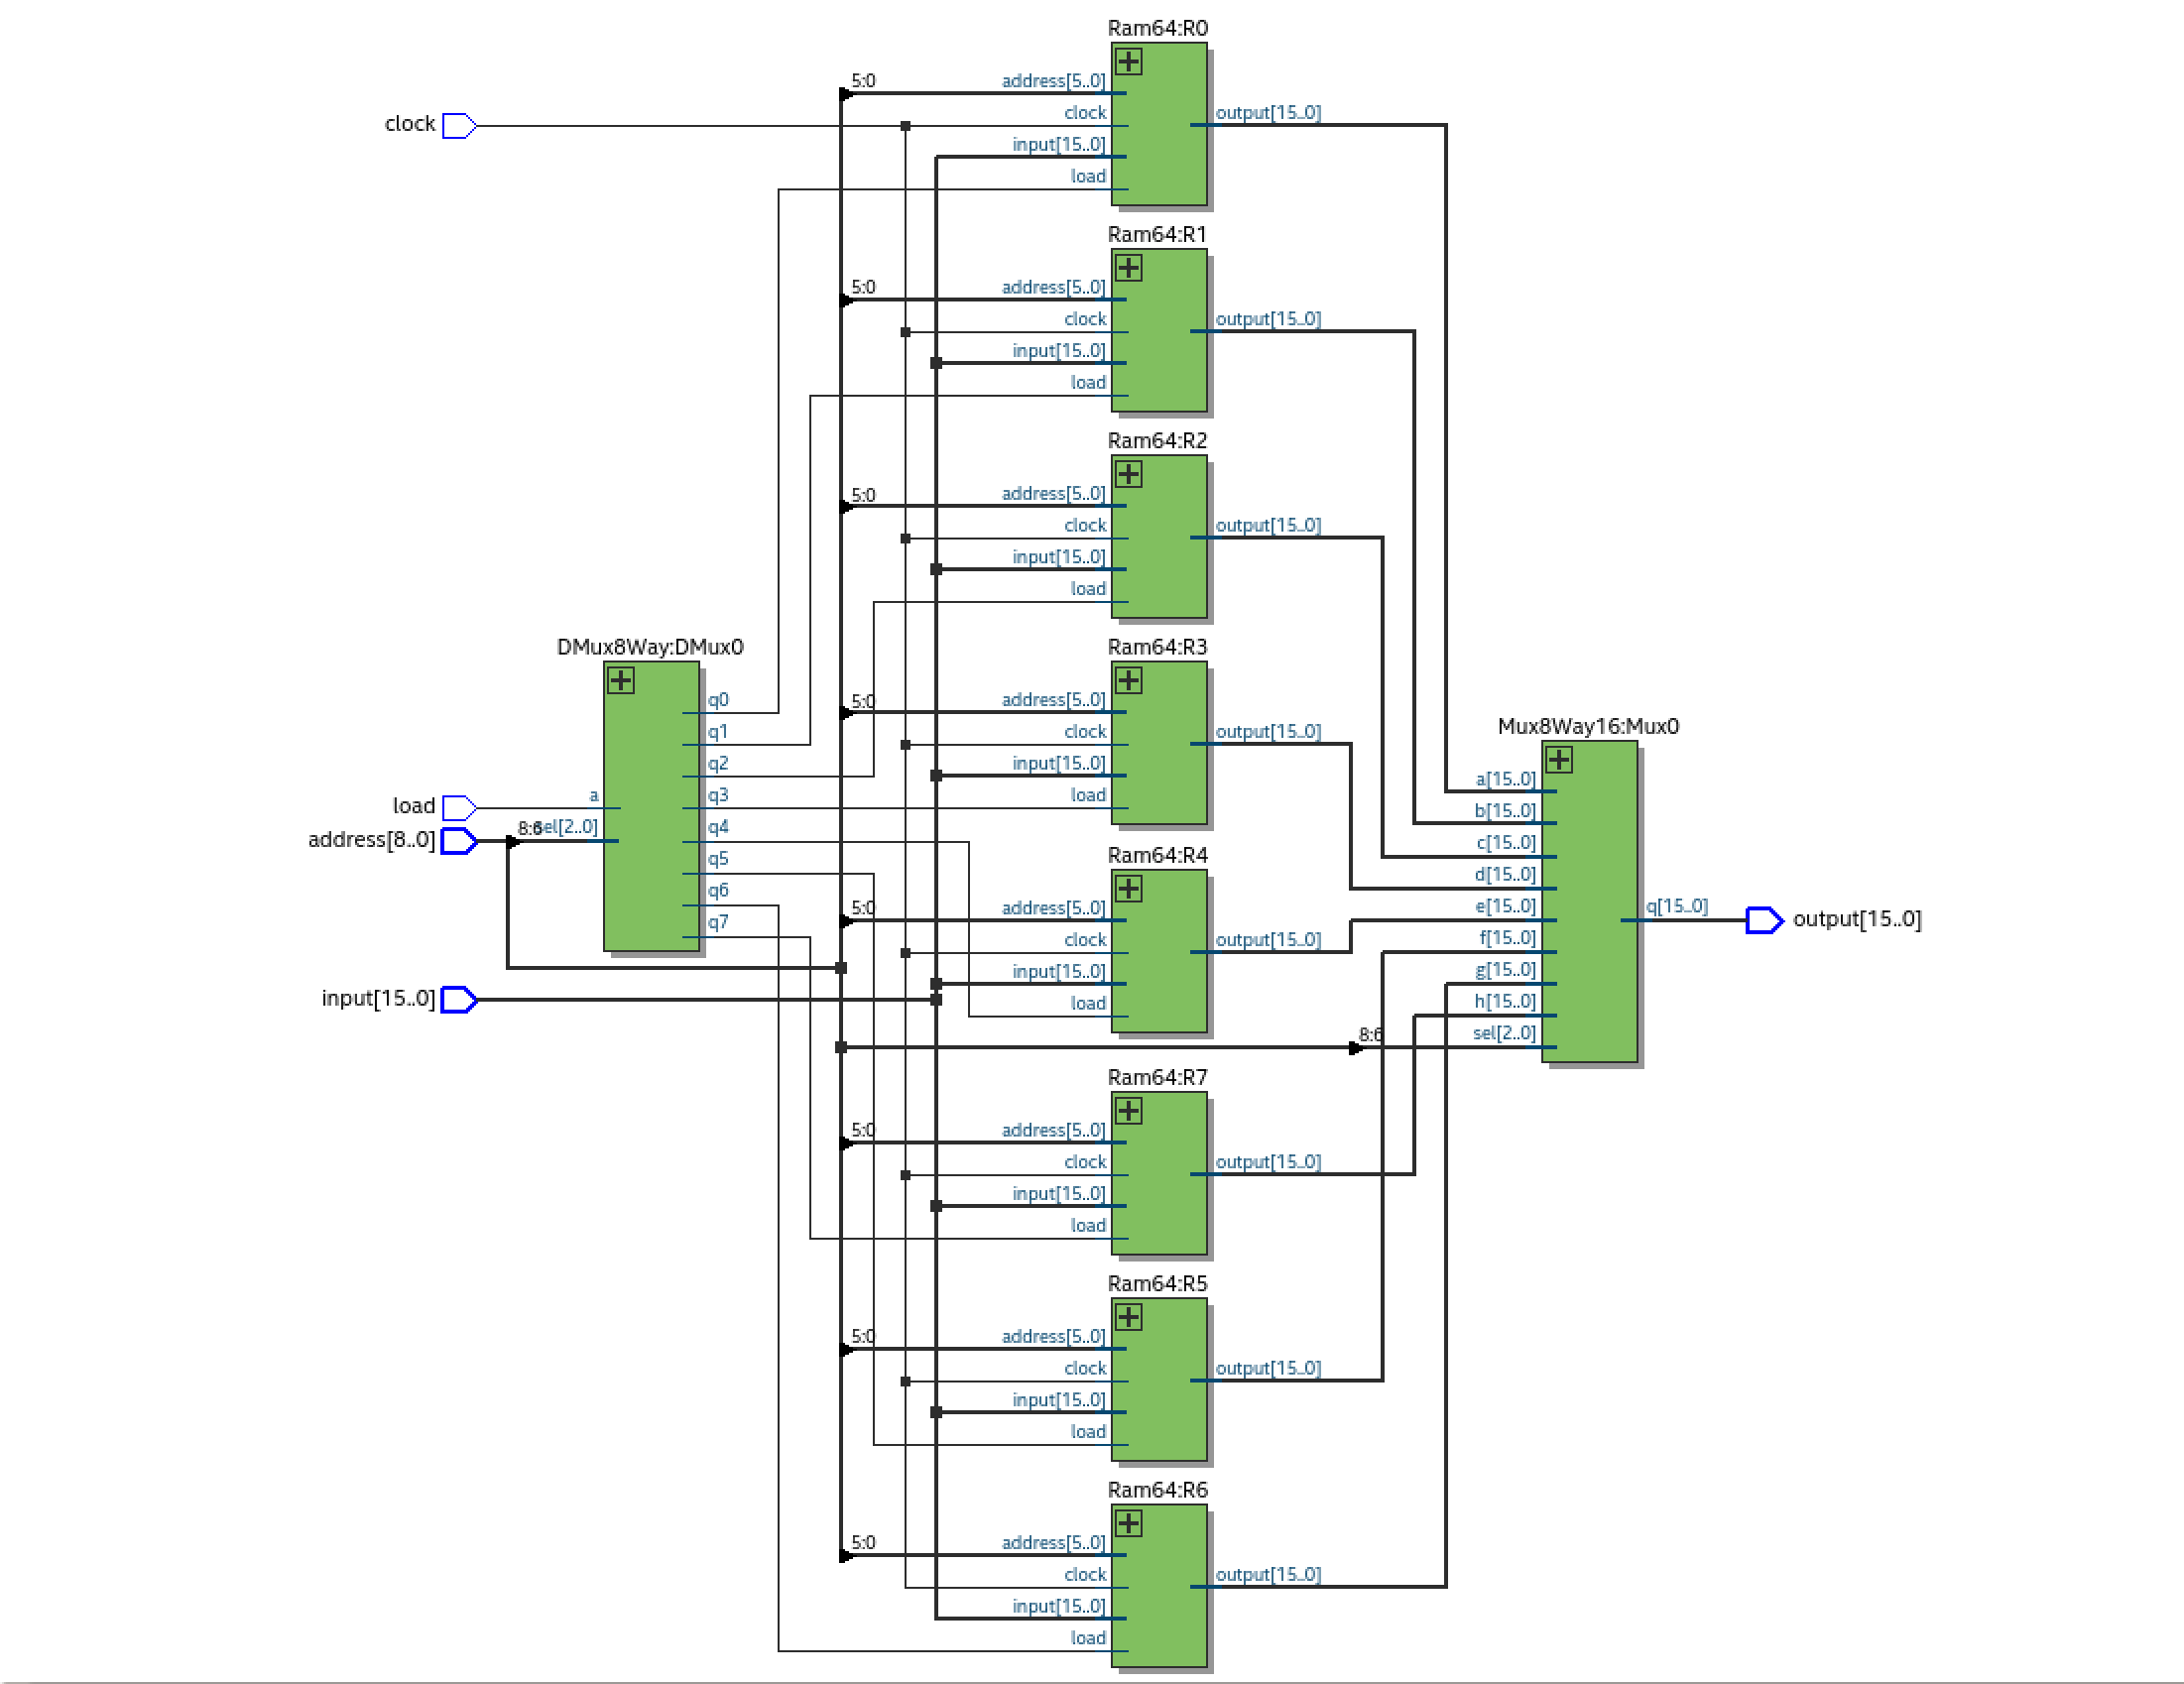 Ram64:R0
5:0
address[5..0]
clock
clock
output[15..0]
input[15..0]
load
Ram64:R1
5:0
address[5..0]
clock
output[15..0]
input[15..0]
load
Ram64:R2
5:0
address[5..0]
clock
output[15..0]
input[15..0]
load
DMux8Way:DMux0
q0
q1
q2
q3
q4
q5
q6
q7
a
sel[2..0]
8:6
load
address[8..0]
input[15..0]
Ram64:R3
5:0
address[5..0]
clock
output[15..0]
input[15..0]
load
Ram64:R4
5:0
address[5..0]
clock
output[15..0]
input[15..0]
load
Mux8Way16:Mux0
a[15..0]
b[15..0]
c[15..0]
d[15..0]
e[15..0]
f[15..0]
g[15..0]
h[15..0]
8:6
sel[2..0]
q[15..0]
output[15..0]
Ram64:R7
5:0
address[5..0]
clock
output[15..0]
input[15..0]
load
Ram64:R5
5:0
address[5..0]
clock
output[15..0]
input[15..0]
load
Ram64:R6
5:0
address[5..0]
clock
output[15..0]
input[15..0]
load